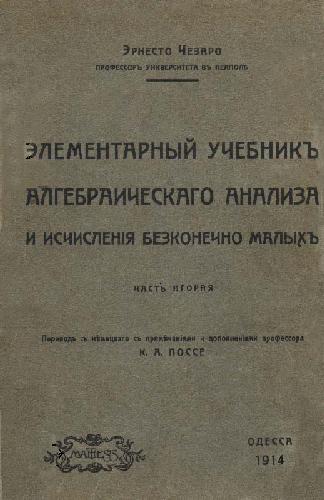 Эрнесто Чезаро
ПРОФЕССОРЪ УНИВЕРСИТЕТА ВЪ НЕАПОЛѢ
ЭЛЕМЕНТАРНЫЙ УЧЕБНИКЪ
АЛГЕБРАИЧЕСКАГО АНАЛИЗА
И ИСЧИСЛЕНІЯ БЕЗКОНЕЧНО МАЛЫХЪ
ЧАСТЬ ВТОРАЯ
Переводъ съ нѣмецкаго съ примѣчаніями и дополненіями профессора
К. А. ПОССЕ
МАТЕЗИСЪ
ОДЕССА
1914